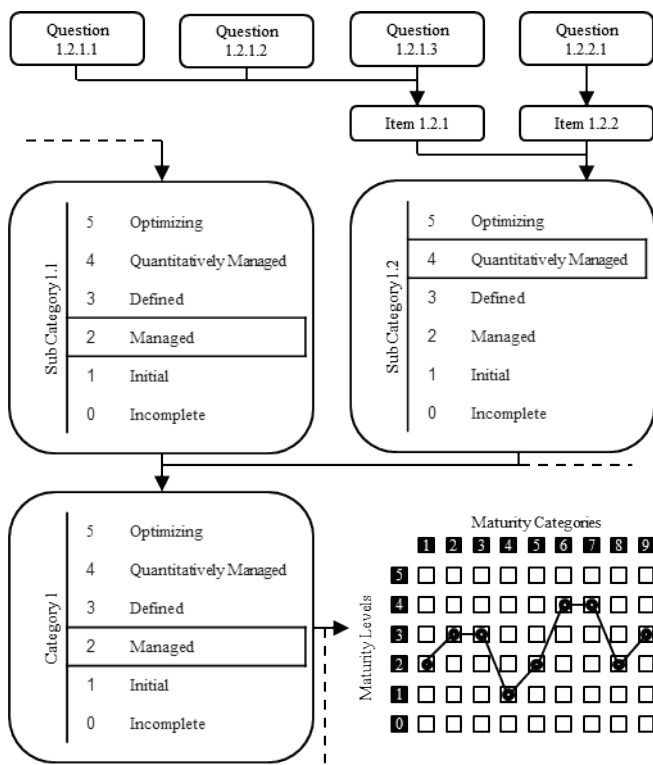 Question
1.2.1.1
Question
1.2.1.2
Question
1.2.1.3
Question
1.2.2.1
Item 1.2.1
Item 1.2.2
Sub Category 1.1
5 Optimizing
4 Quantitatively Managed
3 Defined
2 Managed
1 Initial
0 Incomplete
Sub Category 1.2
5 Optimizing
4 Quantitatively Managed
3 Defined
2 Managed
1 Initial
0 Incomplete
Category 1
5 Optimizing
4 Quantitatively Managed
3 Defined
2 Managed
1 Initial
0 Incomplete
Maturity Categories
1 2 3 4 5 6 7 8 9
Maturity Levels
5
4
3
2
1
0